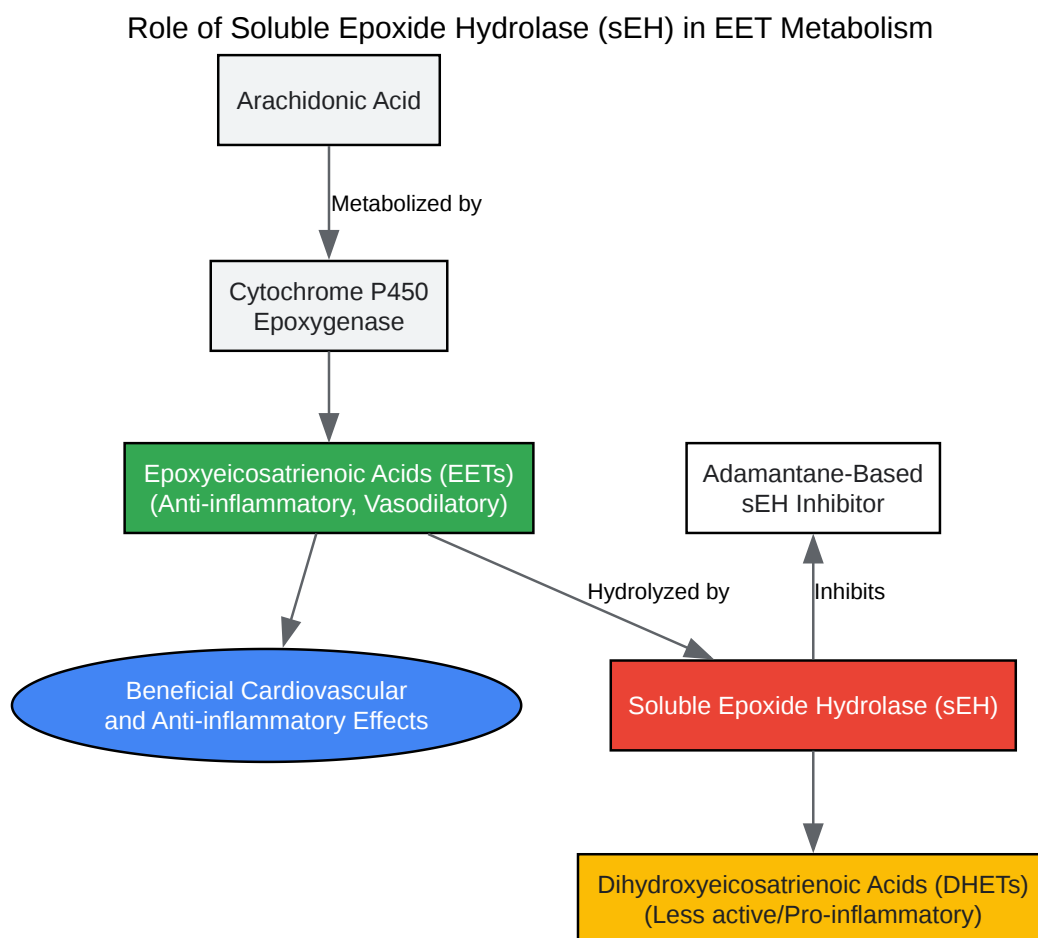 Role of Soluble Epoxide Hydrolase (sEH) in EET Metabolism
Arachidonic Acid
Metabolized by
Cytochrome P450
Epoxygenase
Epoxyeicosatrienoic Acids (EETs)
(Anti-inflammatory, Vasodilatory)
Adamantane-Based
sEH Inhibitor
Hydrolyzed by
Inhibits
Beneficial Cardiovascular
and Anti-inflammatory Effects
Soluble Epoxide Hydrolase (sEH)
Dihydroxyeicosatrienoic Acids (DHETs)
(Less active/Pro-inflammatory)